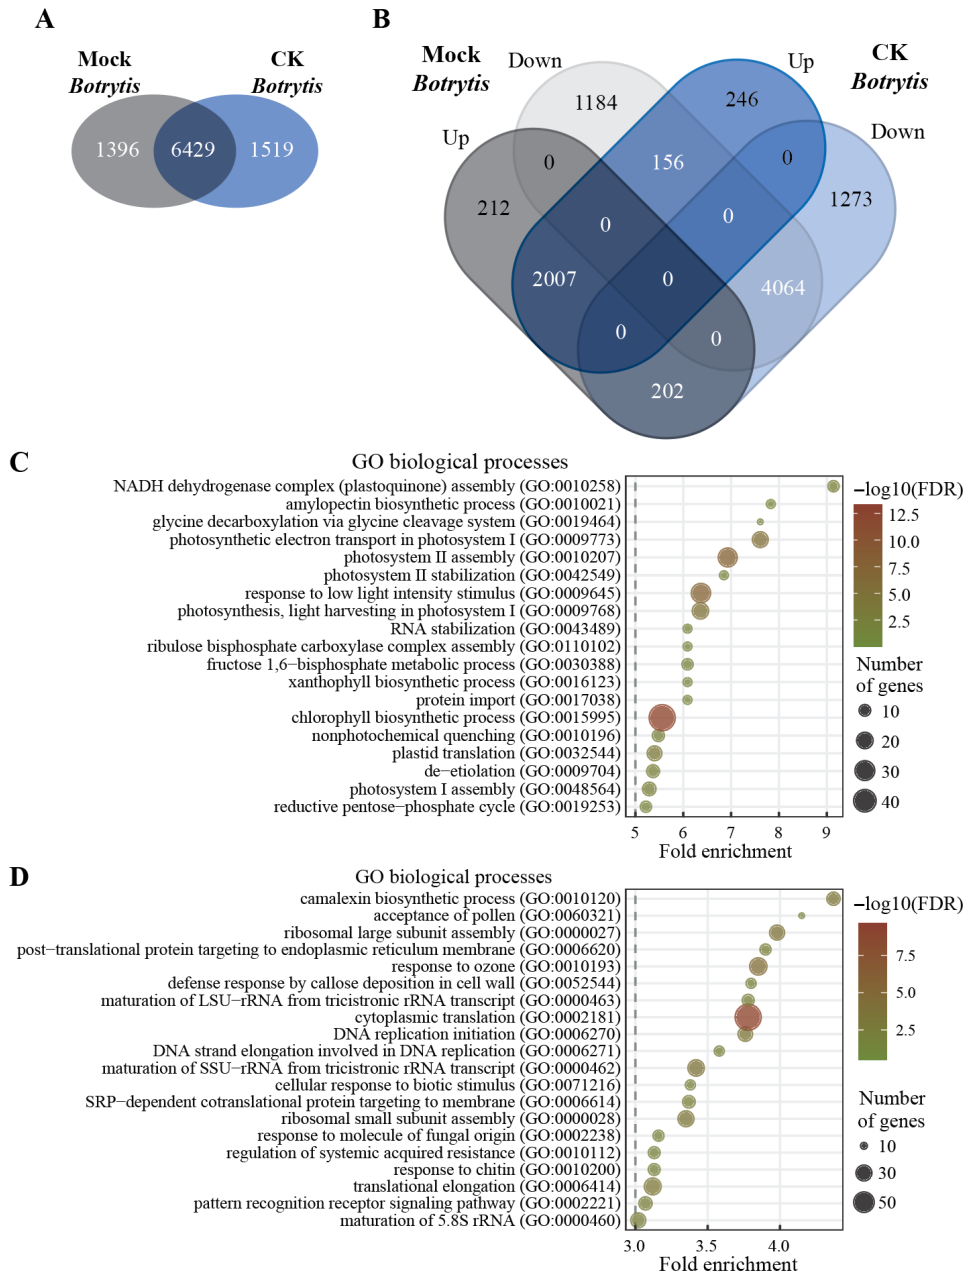 A
Mock
Botrytis
CK
Botrytis
1396
6429
1519
B
Mock
Botrytis
Down
Up
CK
Botrytis
Up
Down
1184
246
0
156
0
212
1273
0
0
2007
0
4064
0
0
202
C
GO biological processes
NADH dehydrogenase complex (plastoquinone) assembly (GO:0010258)
amylopectin biosynthetic process (GO:0010021)
glycine decarboxylation via glycine cleavage system (GO:0019464)
photosynthetic electron transport in photosystem I (GO:0009773)
photosystem II assembly (GO:0010207)
photosystem II stabilization (GO:0042549)
response to low light intensity stimulus (GO:0009645)
photosynthesis, light harvesting in photosystem I (GO:0009768)
RNA stabilization (GO:0043489)
ribulose bisphosphate carboxylase complex assembly (GO:0110102)
fructose 1,6−bisphosphate metabolic process (GO:0030388)
xanthophyll biosynthetic process (GO:0016123)
protein import (GO:0017038)
chlorophyll biosynthetic process (GO:0015995)
nonphotochemical quenching (GO:0010196)
plastid translation (GO:0032544)
de−etiolation (GO:0009704)
photosystem I assembly (GO:0048564)
reductive pentose−phosphate cycle (GO:0019253)
5 6 7 8 9
Fold enrichment
−log10(FDR)
12.5
10.0
7.5
5.0
2.5
Number
of genes
10
20
30
40
D
GO biological processes
camalexin biosynthetic process (GO:0010120)
acceptance of pollen (GO:0060321)
ribosomal large subunit assembly (GO:0000027)
post−translational protein targeting to endoplasmic reticulum membrane (GO:0006620)
response to ozone (GO:0010193)
defense response by callose deposition in cell wall (GO:0052544)
maturation of LSU−rRNA from tricistronic rRNA transcript (GO:0000463)
cytoplasmic translation (GO:0002181)
DNA replication initiation (GO:0006270)
DNA strand elongation involved in DNA replication (GO:0006271)
maturation of SSU−rRNA from tricistronic rRNA transcript (GO:0000462)
cellular response to biotic stimulus (GO:0071216)
SRP−dependent cotranslational protein targeting to membrane (GO:0006614)
ribosomal small subunit assembly (GO:0000028)
response to molecule of fungal origin (GO:0002238)
regulation of systemic acquired resistance (GO:0010112)
response to chitin (GO:0010200)
translational elongation (GO:0006414)
pattern recognition receptor signaling pathway (GO:0002221)
maturation of 5.8S rRNA (GO:0000460)
3.0 3.5 4.0
Fold enrichment
−log10(FDR)
7.5
5.0
2.5
Number
of genes
10
30
50